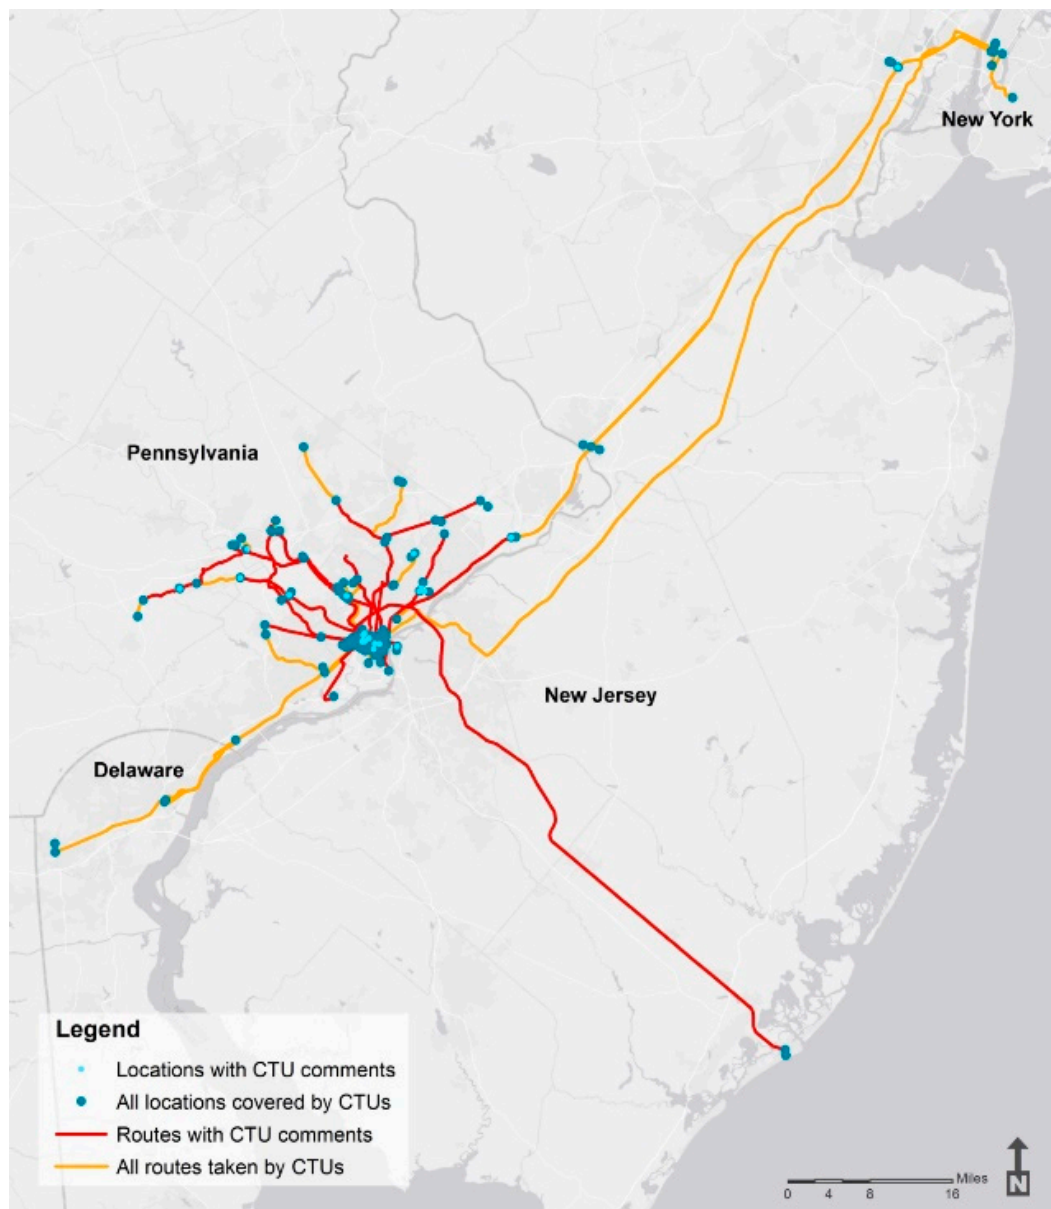 New York
Pennsylvania
New Jersey
Delaware
Legend
Locations with CTU comments
All locations covered by CTUs
Routes with CTU comments
All routes taken by CTUs
Miles
0 4 8 16
N